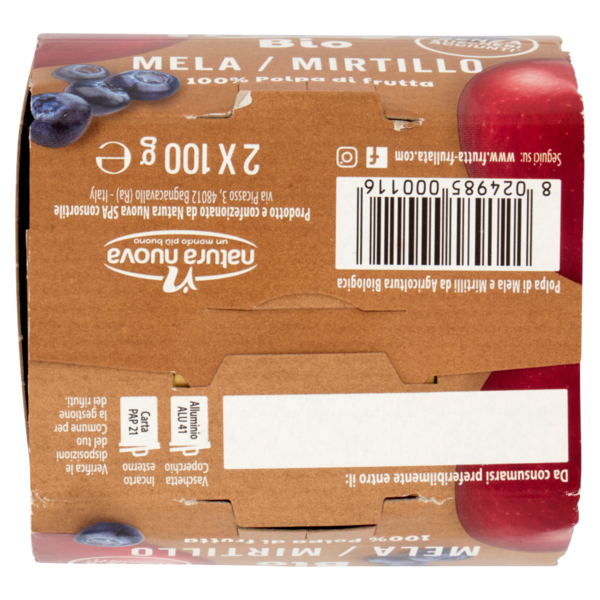 Bio
MELA / MIRTILLO
100% Polpa di frutta
Da consumarsi preferibilmente entro il:
Alluminio
ALU 41
Vaschetta
Coperchio
Carta
PAP 21
Incarto
esterno
Verifica le
disposizioni
del tuo
Comune per
la gestione
dei rifiuti.
Polpa di Mela e Mirtilli da Agricoltura Biologica
8 024985 000116
Seguici su: www.frutta-frullata.com
natura nuova
un mondo più buono
Prodotto e confezionato da Natura Nuova SPA consortile
via Picasso 3, 48012 Bagnacavallo (Ra) - Italy
2 X 100 g e
Bio
MELA / MIRTILLO
100% Polpa di frutta